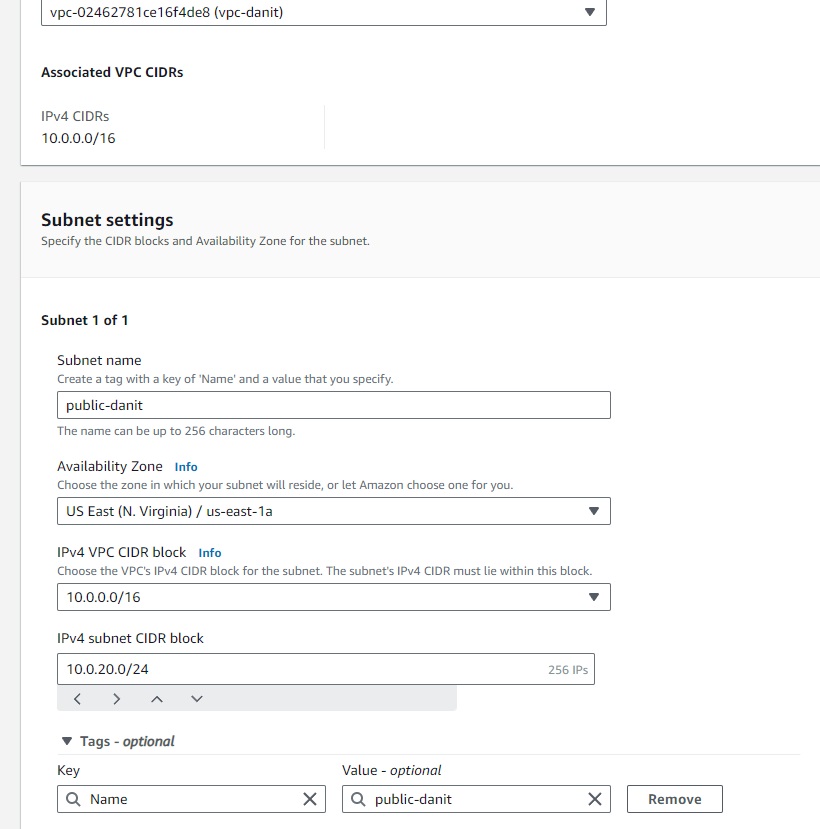 vpc-02462781ce16f4de8 (vpc-danit)
Associated VPC CIDRs
IPv4 CIDRs
10.0.0.0/16
Subnet settings
Specify the CIDR blocks and Availability Zone for the subnet.
Subnet 1 of 1
Subnet name
Create a tag with a key of 'Name' and a value that you specify.
public-danit
The name can be up to 256 characters long.
Availability Zone Info
Choose the zone in which your subnet will reside, or let Amazon choose one for you.
US East (N. Virginia) / us-east-1a
IPv4 VPC CIDR block Info
Choose the VPC's IPv4 CIDR block for the subnet. The subnet's IPv4 CIDR must lie within this block.
10.0.0.0/16
IPv4 subnet CIDR block
10.0.20.0/24 256 IPs
Tags - optional
Key Value - optional
Name public-danit Remove